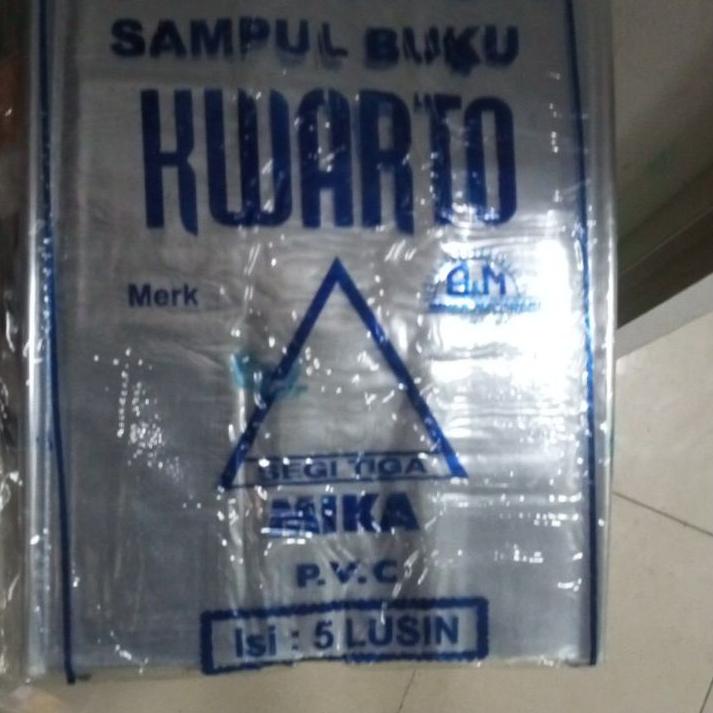 SAMPUL BUKU
KWARTO
Merk
B&M
SEGI TIGA
MIKA
P.V.C
Isi : 5 LUSIN